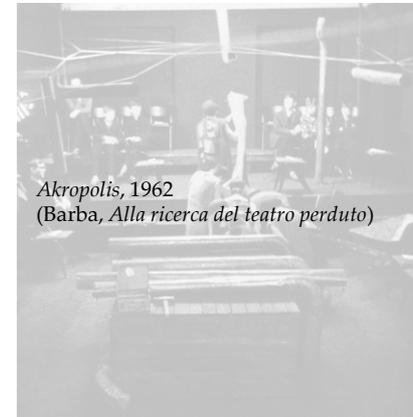 Akropolis, 1962
(Barba, Alla ricerca del teatro perduto)